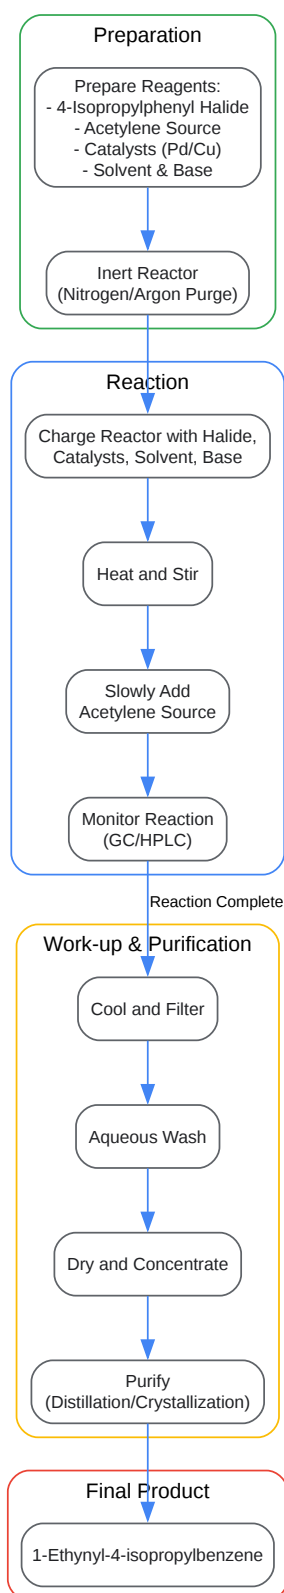 Preparation
Prepare Reagents:
- 4-Isopropylphenyl Halide
- Acetylene Source
- Catalysts (Pd/Cu)
- Solvent & Base
Inert Reactor
(Nitrogen/Argon Purge)
Reaction
Charge Reactor with Halide,
Catalysts, Solvent, Base
Heat and Stir
Slowly Add
Acetylene Source
Monitor Reaction
(GC/HPLC)
Reaction Complete
Work-up & Purification
Cool and Filter
Aqueous Wash
Dry and Concentrate
Purify
(Distillation/Crystallization)
Final Product
1-Ethynyl-4-isopropylbenzene